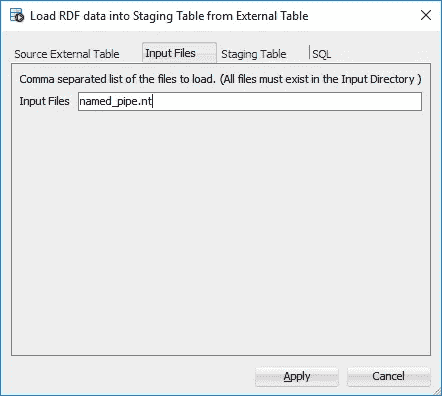 Load RDF data into Staging Table from External Table
Source External Table Input Files Staging Table SQL
Comma separated list of the files to load. (All files must exist in the Input Directory )
Input Files named_pipe.nt
Apply Cancel